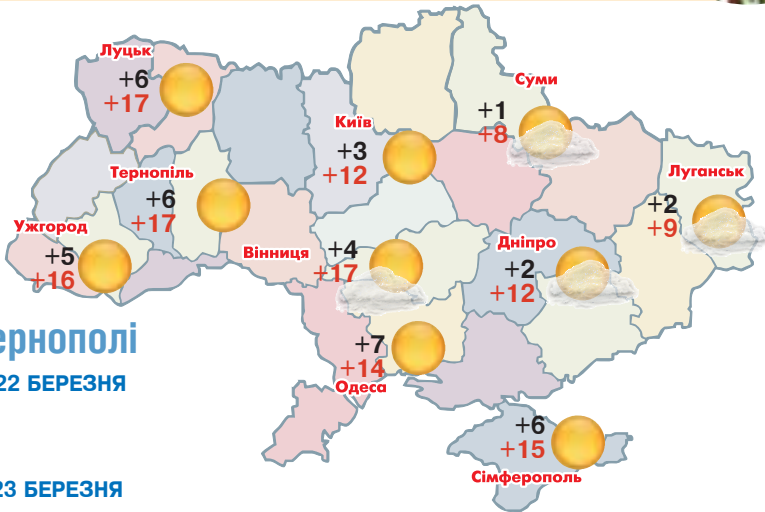 Луцьк
+6
+17
Суми
+1
+8
Київ
+3
+12
Тернопіль
+6
+17
Луганськ
+2
+9
Ужгород
+5
+16
Вінниця
+4
+17
Дніпро
+2
+12
ернополі
22 БЕРЕЗНЯ
+7
+14
Одеса
+6
+15
Сімферополь
23 БЕРЕЗНЯ